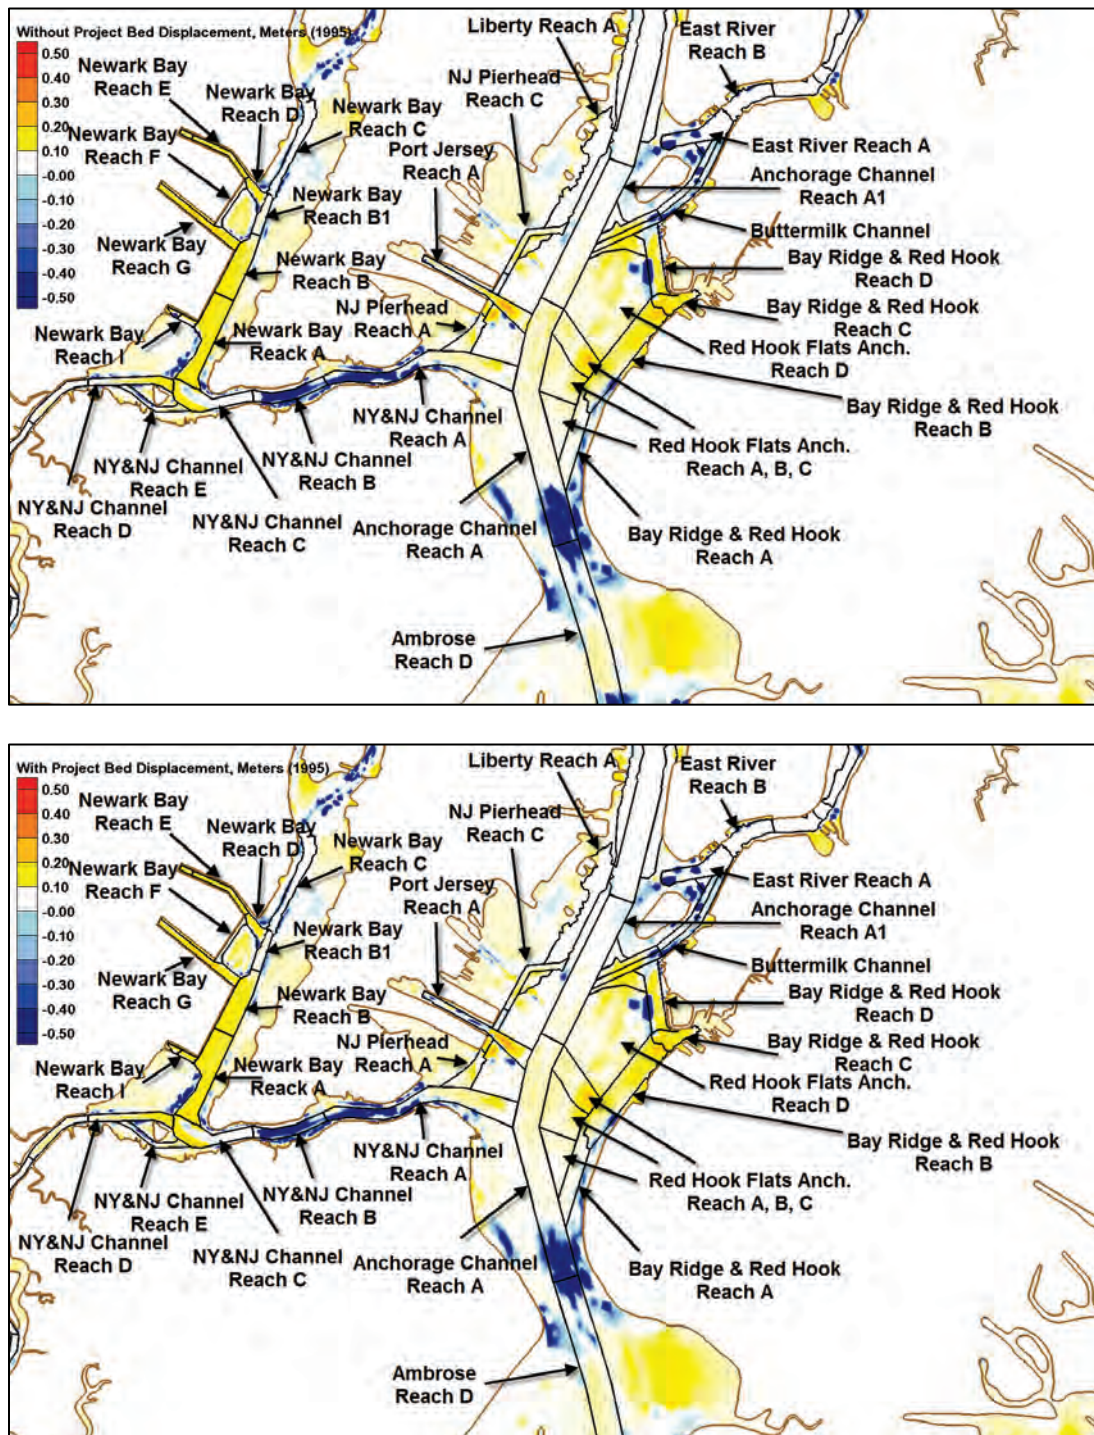 Without Project Bed Displacement, Meters (1995)
0.50
0.40
0.30
0.20
0.10
-0.00
-0.10
-0.20
-0.30
-0.40
-0.50
Newark Bay
Reach E
Newark Bay
Reach D
Newark Bay
Reach F
Newark Bay
Reach C
Newark Bay
Reach B1
Newark Bay
Reach G
Newark Bay
Reach B
Newark Bay
Reach I
Newark Bay
Reack A
Liberty Reach A
NJ Pierhead
Reach C
Port Jersey
Reach A
NJ Pierhead
Reach A
East River
Reach B
East River Reach A
Anchorage Channel
Reach A1
Buttermilk Channel
Bay Ridge & Red Hook
Reach D
Bay Ridge & Red Hook
Reach C
Red Hook Flats Anch.
Reach D
Bay Ridge & Red Hook
Reach B
Red Hook Flats Anch.
Reach A, B, C
Bay Ridge & Red Hook
Reach A
NY&NJ Channel
Reach A
NY&NJ Channel
Reach B
NY&NJ Channel
Reach E
NY&NJ Channel
Reach D
NY&NJ Channel
Reach C
Anchorage Channel
Reach A
Ambrose
Reach D
With Project Bed Displacement, Meters (1995)
0.50
0.40
0.30
0.20
0.10
-0.00
-0.10
-0.20
-0.30
-0.40
-0.50
Newark Bay
Reach E
Newark Bay
Reach D
Newark Bay
Reach F
Newark Bay
Reach C
Newark Bay
Reach B1
Newark Bay
Reach G
Newark Bay
Reach B
Newark Bay
Reach I
Newark Bay
Reack A
Liberty Reach A
NJ Pierhead
Reach C
Port Jersey
Reach A
NJ Pierhead
Reach A
East River
Reach B
East River Reach A
Anchorage Channel
Reach A1
Buttermilk Channel
Bay Ridge & Red Hook
Reach D
Bay Ridge & Red Hook
Reach C
Red Hook Flats Anch.
Reach D
Bay Ridge & Red Hook
Reach B
Red Hook Flats Anch.
Reach A, B, C
Bay Ridge & Red Hook
Reach A
NY&NJ Channel
Reach A
NY&NJ Channel
Reach B
NY&NJ Channel
Reach E
NY&NJ Channel
Reach D
NY&NJ Channel
Reach C
Anchorage Channel
Reach A
Ambrose
Reach D